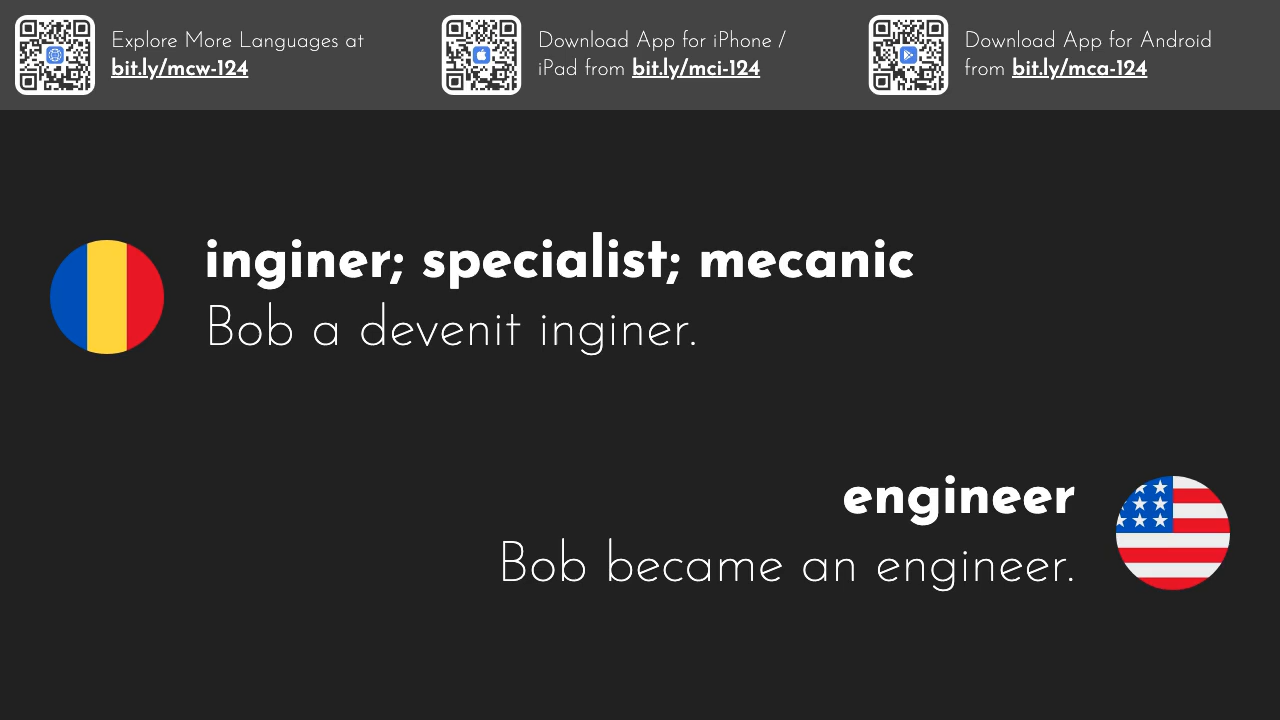 Explore More Languages at
bit.ly/mcw-124
Download App for iPhone /
iPad from bit.ly/mci-124
Download App for Android
from bit.ly/mca-124
inginer; specialist; mecanic
Bob a devenit inginer.
engineer
Bob became an engineer.